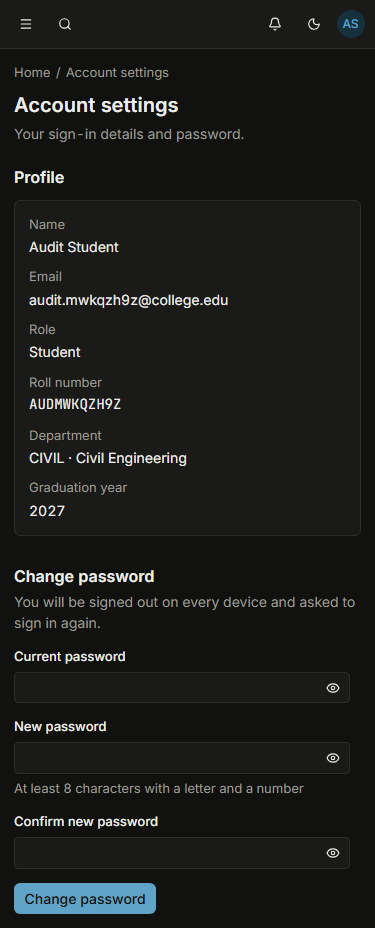 AS
Home / Account settings
Account settings
Your sign-in details and password.
Profile
Name
Audit Student
Email
audit.mwkqzh9z@college.edu
Role
Student
Roll number
AUDMWKQZH9Z
Department
CIVIL · Civil Engineering
Graduation year
2027
Change password
You will be signed out on every device and asked to
sign in again.
Current password
New password
At least 8 characters with a letter and a number
Confirm new password
Change password